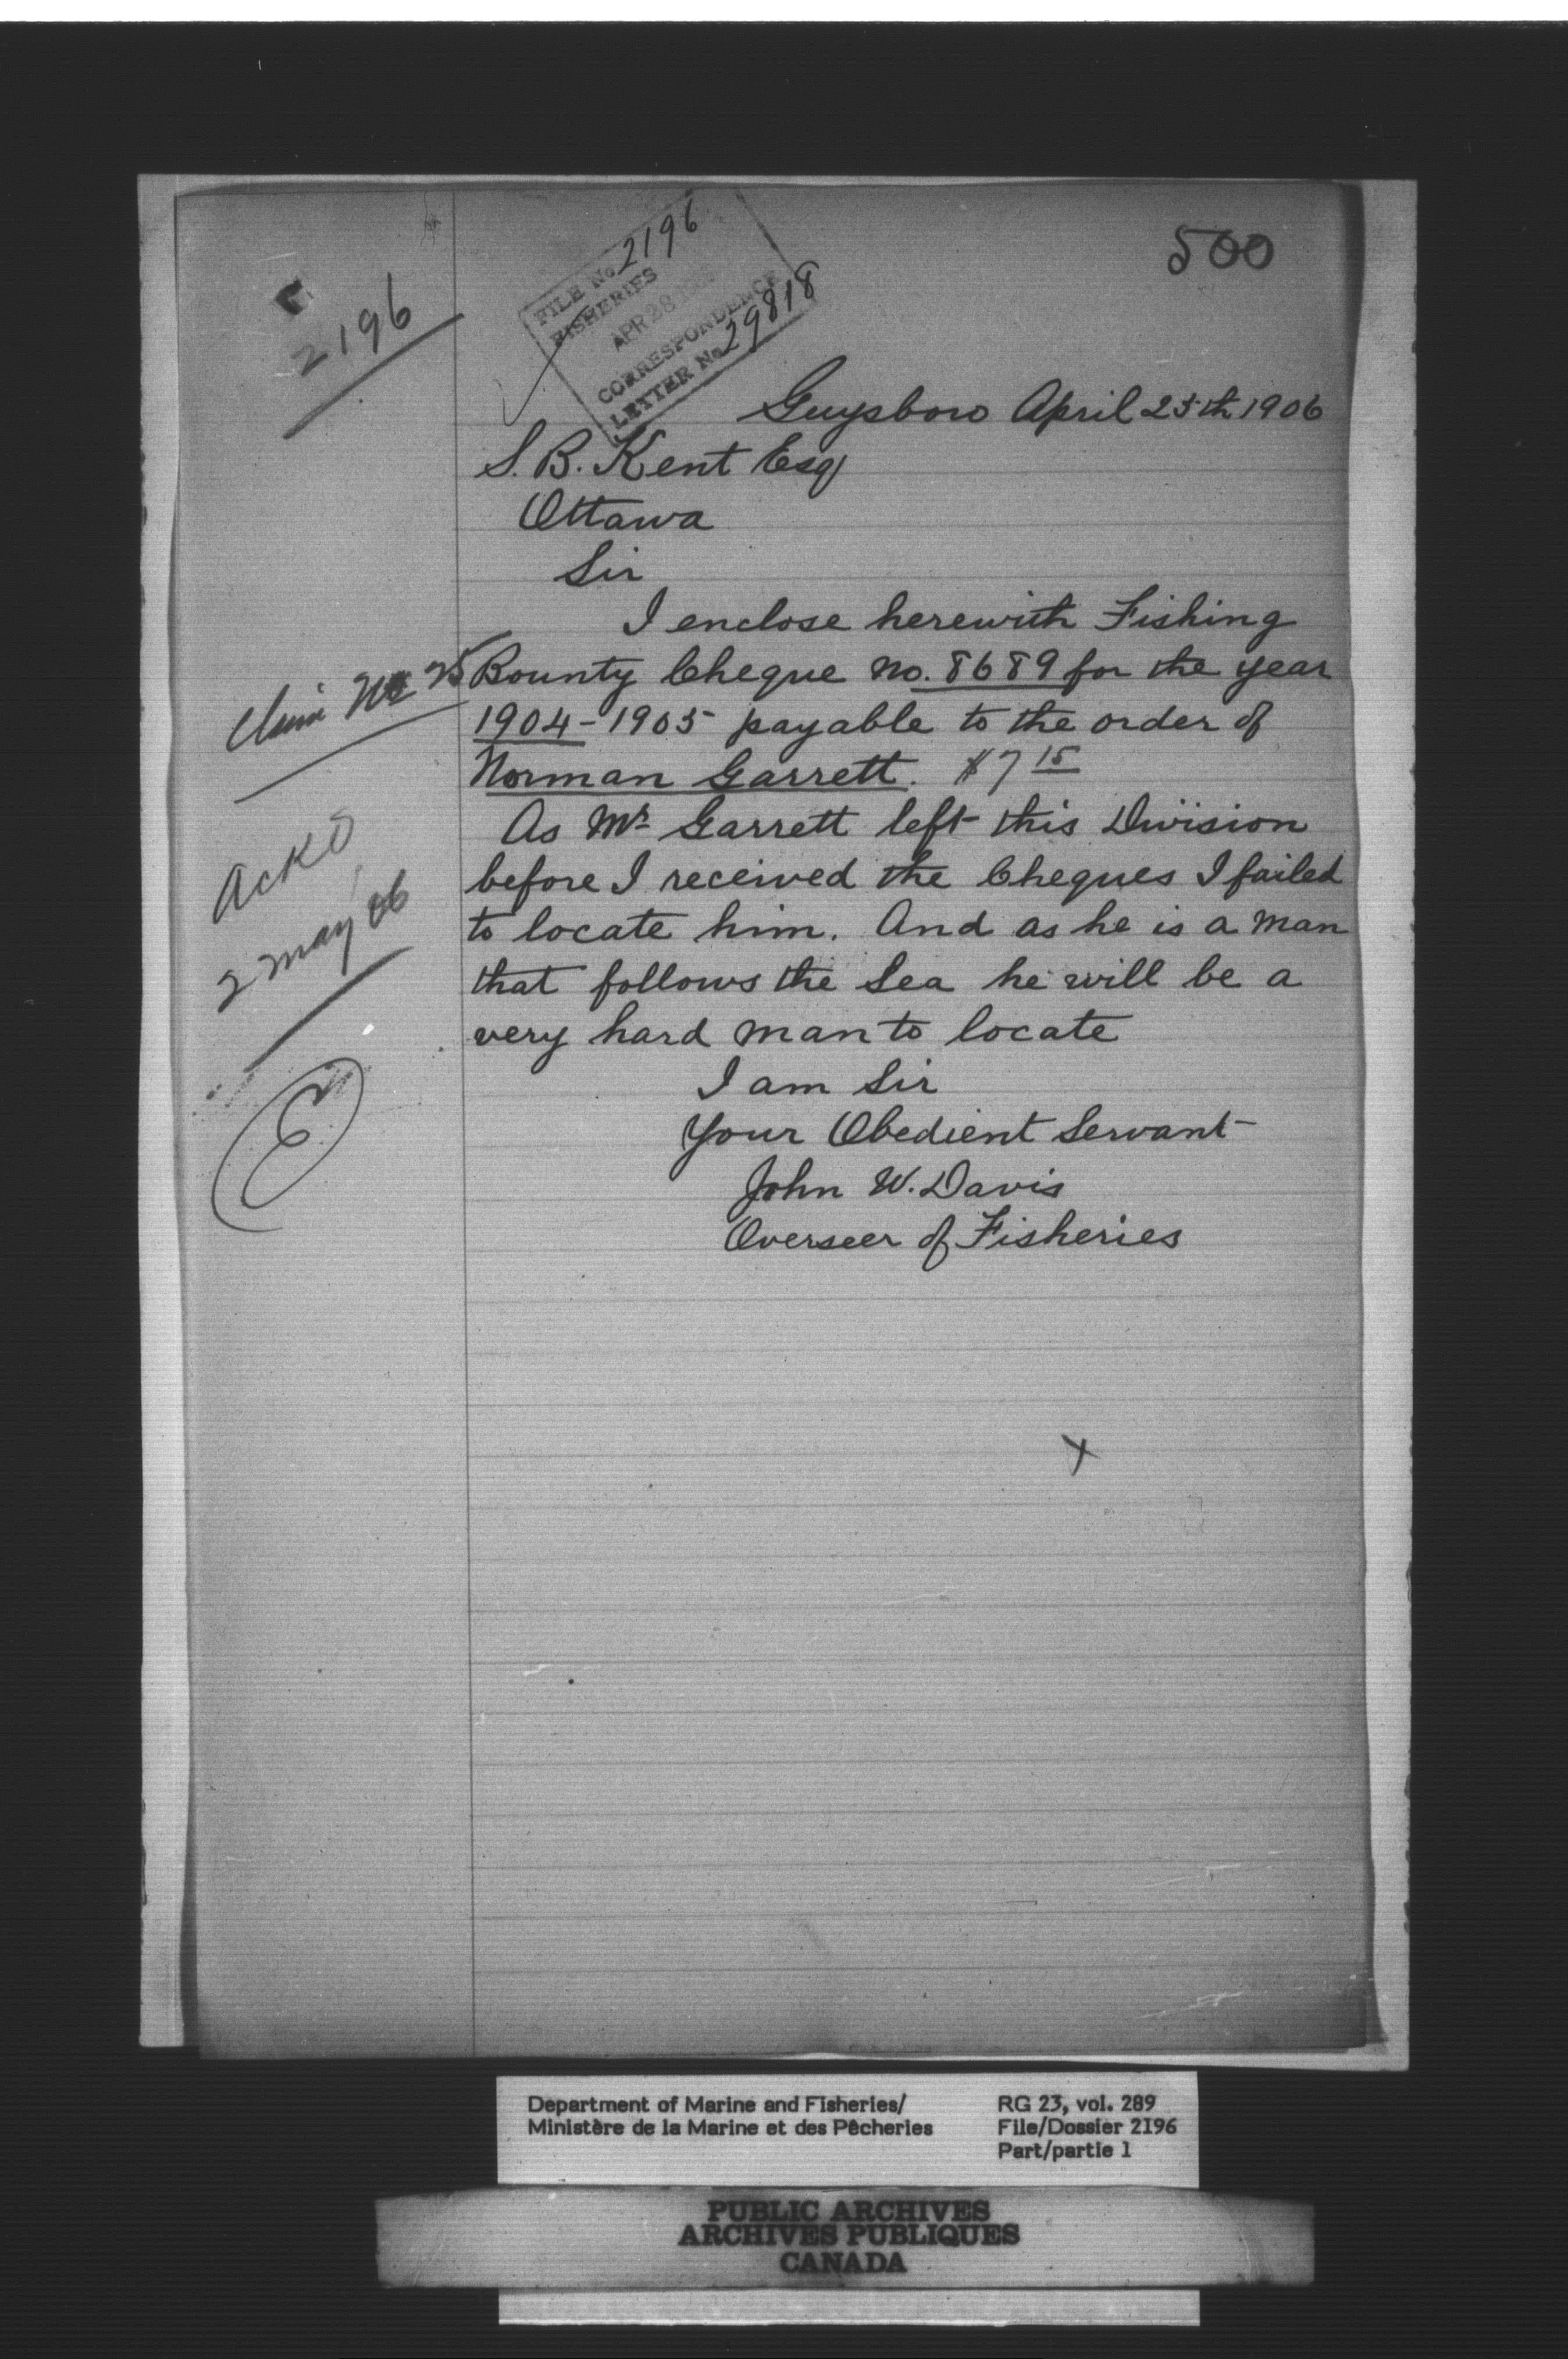 500
2196
FILE No. 2196
FISHERIES
APR 28
CORRESPONDENCE
LETTER No. 29818
Guysboro April 25th 1906
S. B. Kent Esq
Ottawa
Sir
I enclose herewith Fishing
Bounty Cheque No. 8689 for the year
1904-1905 payable to the order of
Norman Garrett. $7 15
As Mr Garrett left this Division
before I received the Cheques I failed
to locate him. And as he is a man
that follows the Sea he will be a
very hard man to locate
I am Sir
Your Obedient Servant
John W. Davis
Overseer of Fisheries
Claim No 25
Ackd
2 May 06
E
x
Department of Marine and Fisheries/
Ministère de la Marine et des Pêcheries
RG 23, vol. 289
File/Dossier 2196
Part/partie 1
PUBLIC ARCHIVES
ARCHIVES PUBLIQUES
CANADA